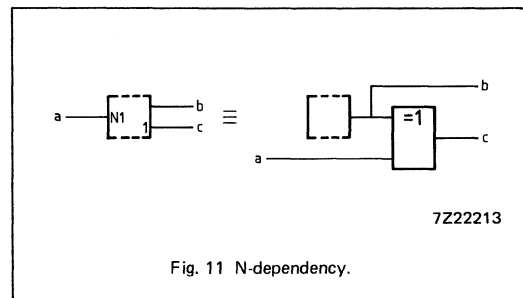 b
a N1 1 c ≡ =1 b
a c
7Z22213
Fig. 11 N-dependency.